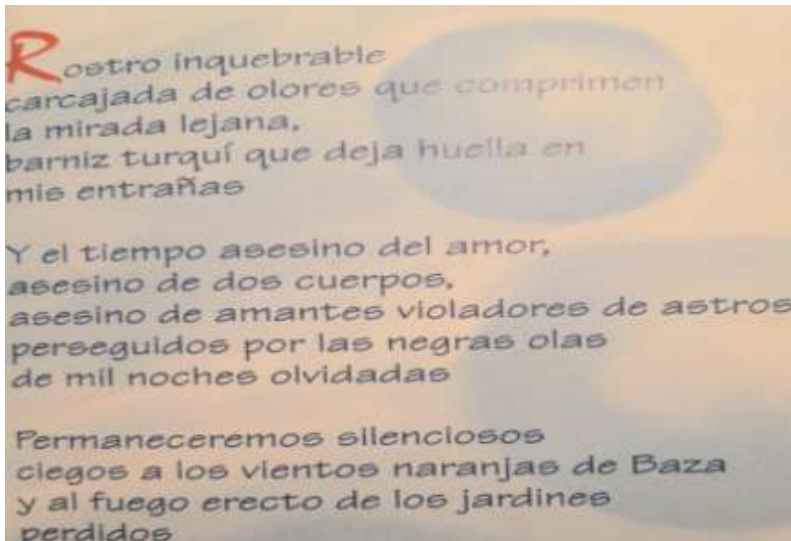 Rostro inquebrable
carcajada de olores que comprimen
la mirada lejana,
barniz turquí que deja huella en
mis entrañas
Y el tiempo asesino del amor,
asesino de dos cuerpos,
asesino de amantes violadores de astros
perseguidos por las negras olas
de mil noches olvidadas
Permaneceremos silenciosos
ciegos a los vientos naranjas de Baza
y al fuego erecto de los jardines
perdidos